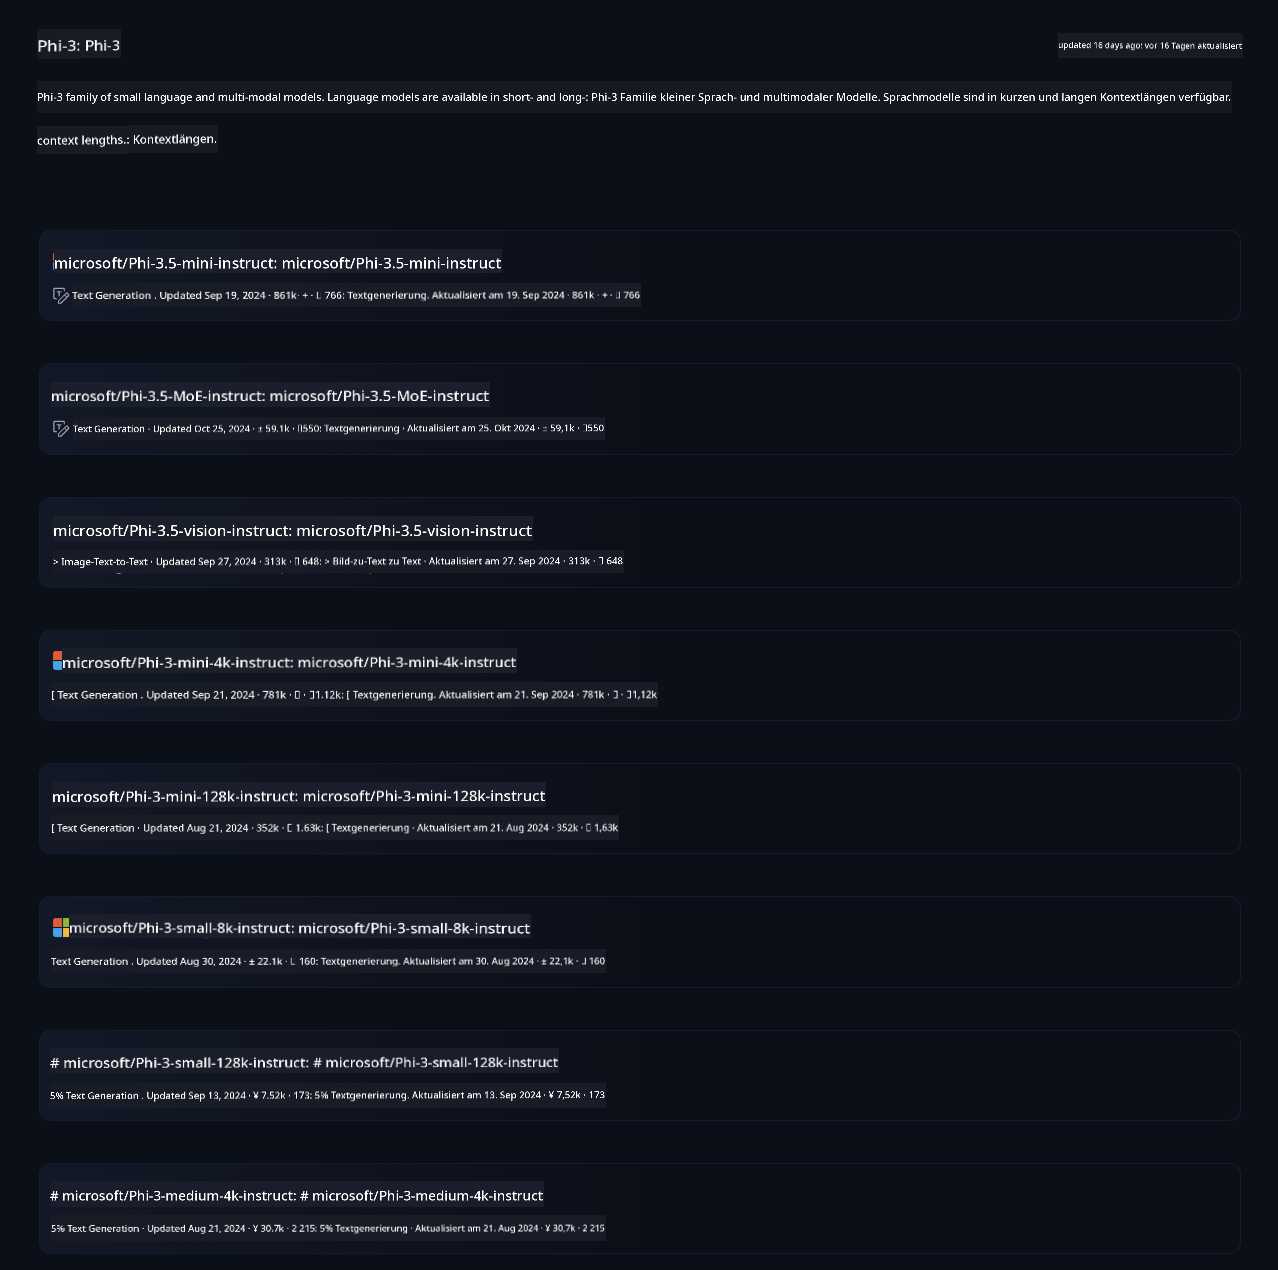 Phi-3: Phi-3
updated 16 days ago: vor 16 Tagen aktualisiert
Phi-3 family of small language and multi-modal models. Language models are available in short- and long-: Phi-3 Familie kleiner Sprach- und multimodaler Modelle. Sprachmodelle sind in kurzen und langen Kontextlängen verfügbar.
context lengths.: Kontextlängen.
microsoft/Phi-3.5-mini-instruct: microsoft/Phi-3.5-mini-instruct
Text Generation . Updated Sep 19, 2024 · 861k· + · 766: Textgenerierung. Aktualisiert am 19. Sep 2024 · 861k · + · 766
microsoft/Phi-3.5-MoE-instruct: microsoft/Phi-3.5-MoE-instruct
Text Generation · Updated Oct 25, 2024 · ± 59.1k · 550: Textgenerierung · Aktualisiert am 25. Okt 2024 · ± 59,1k · 550
microsoft/Phi-3.5-vision-instruct: microsoft/Phi-3.5-vision-instruct
> Image-Text-to-Text · Updated Sep 27, 2024 · 313k · 648: > Bild-zu-Text zu Text · Aktualisiert am 27. Sep 2024 · 313k · 648
microsoft/Phi-3-mini-4k-instruct: microsoft/Phi-3-mini-4k-instruct
[ Text Generation . Updated Sep 21, 2024 · 781k · · 1.12k: [ Textgenerierung. Aktualisiert am 21. Sep 2024 · 781k · · 1,12k
microsoft/Phi-3-mini-128k-instruct: microsoft/Phi-3-mini-128k-instruct
[ Text Generation · Updated Aug 21, 2024 · 352k · 1.63k: [ Textgenerierung · Aktualisiert am 21. Aug 2024 · 352k · 1,63k
microsoft/Phi-3-small-8k-instruct: microsoft/Phi-3-small-8k-instruct
Text Generation . Updated Aug 30, 2024 · ± 22.1k · 160: Textgenerierung. Aktualisiert am 30. Aug 2024 · ± 22,1k · 160
# microsoft/Phi-3-small-128k-instruct: # microsoft/Phi-3-small-128k-instruct
5% Text Generation . Updated Sep 13, 2024 · ¥ 7.52k · 173: 5% Textgenerierung. Aktualisiert am 13. Sep 2024 · ¥ 7,52k · 173
# microsoft/Phi-3-medium-4k-instruct: # microsoft/Phi-3-medium-4k-instruct
5% Text Generation · Updated Aug 21, 2024 · ¥ 30.7k · 2 215: 5% Textgenerierung · Aktualisiert am 21. Aug 2024 · ¥ 30,7k · 2 215